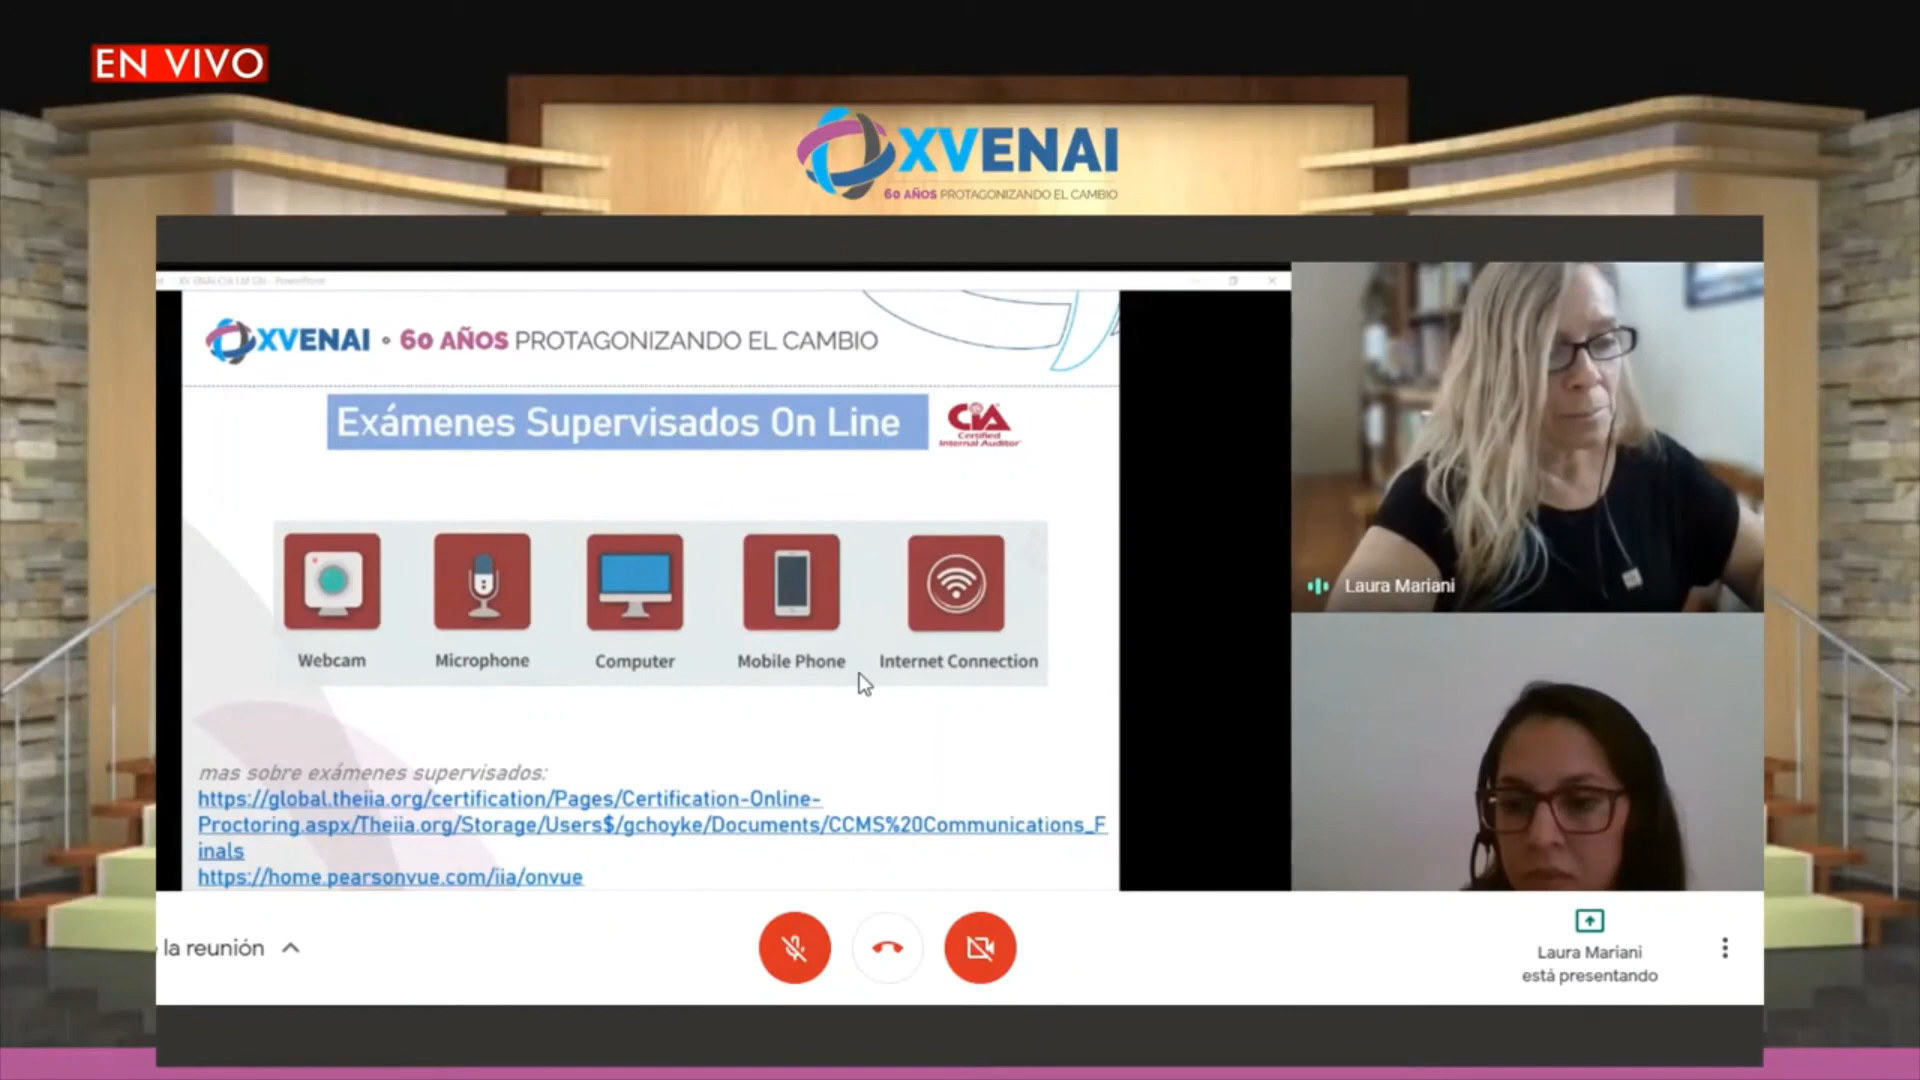 EN VIVO
XVENAI
60 AÑOS PROTAGONIZANDO EL CAMBIO
XVENAI • 60 AÑOS PROTAGONIZANDO EL CAMBIO
Exámenes Supervisados On Line
CIA
Certified
Internal Auditor
Webcam
Microphone
Computer
Mobile Phone
Internet Connection
mas sobre exámenes supervisados:
https://global.theiia.org/certification/Pages/Certification-Online-
Proctoring.aspx/Theiia.org/Storage/Users$/gchoyke/Documents/CCMS%20Communications_F
inals
https://home.pearsonvue.com/iia/onvue
Laura Mariani
la reunión
Laura Mariani
está presentando